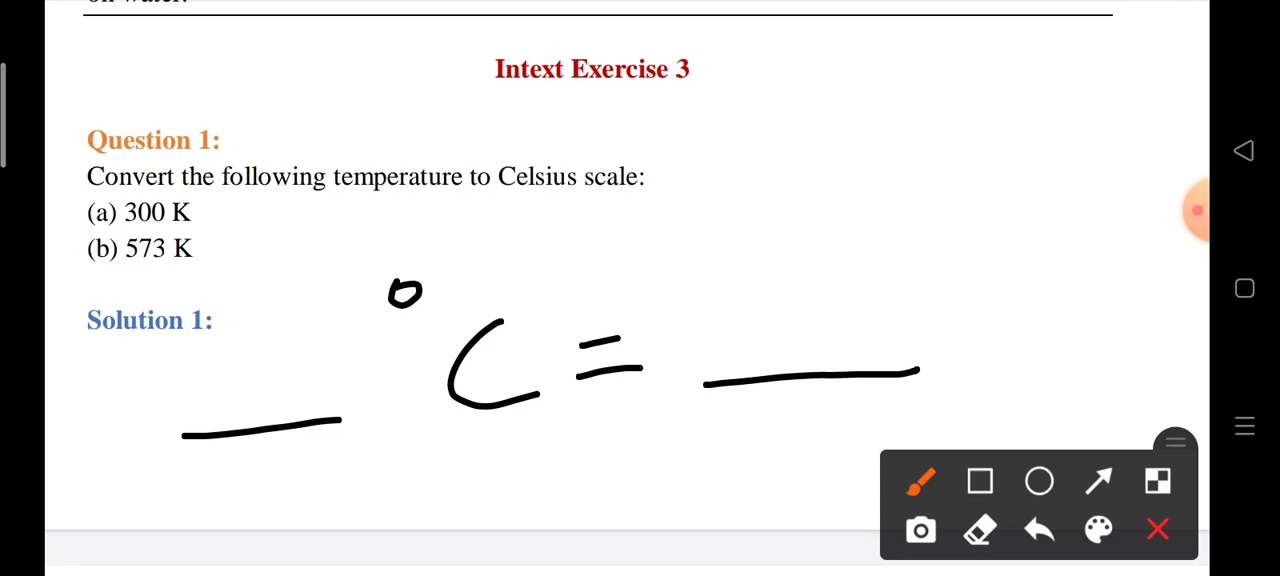 Intext Exercise 3
Question 1:
Convert the following temperature to Celsius scale:
(a) 300 K
(b) 573 K
Solution 1:
°C =